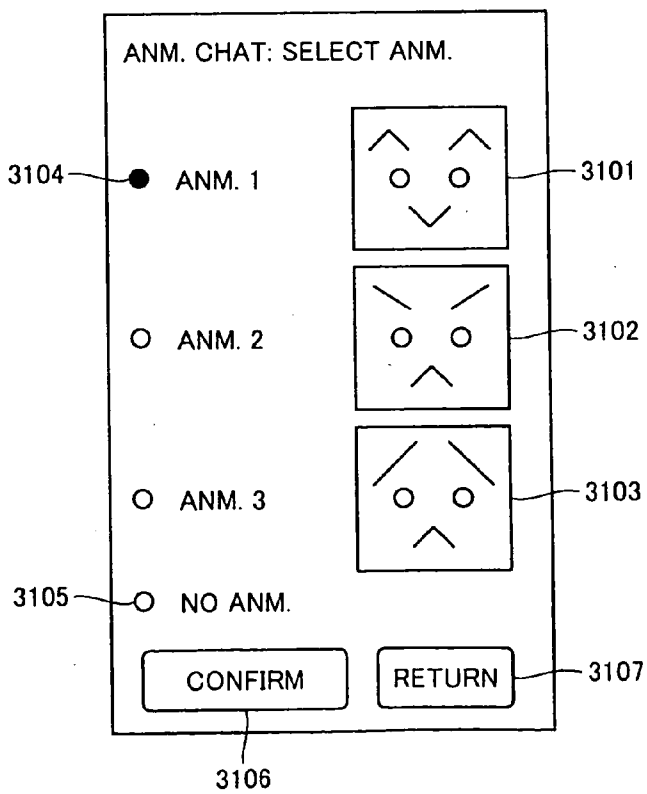 ANM. CHAT: SELECT ANM.
3104 ANM. 1 3101
ANM. 2 3102
ANM. 3 3103
3105 NO ANM.
CONFIRM RETURN 3107
3106